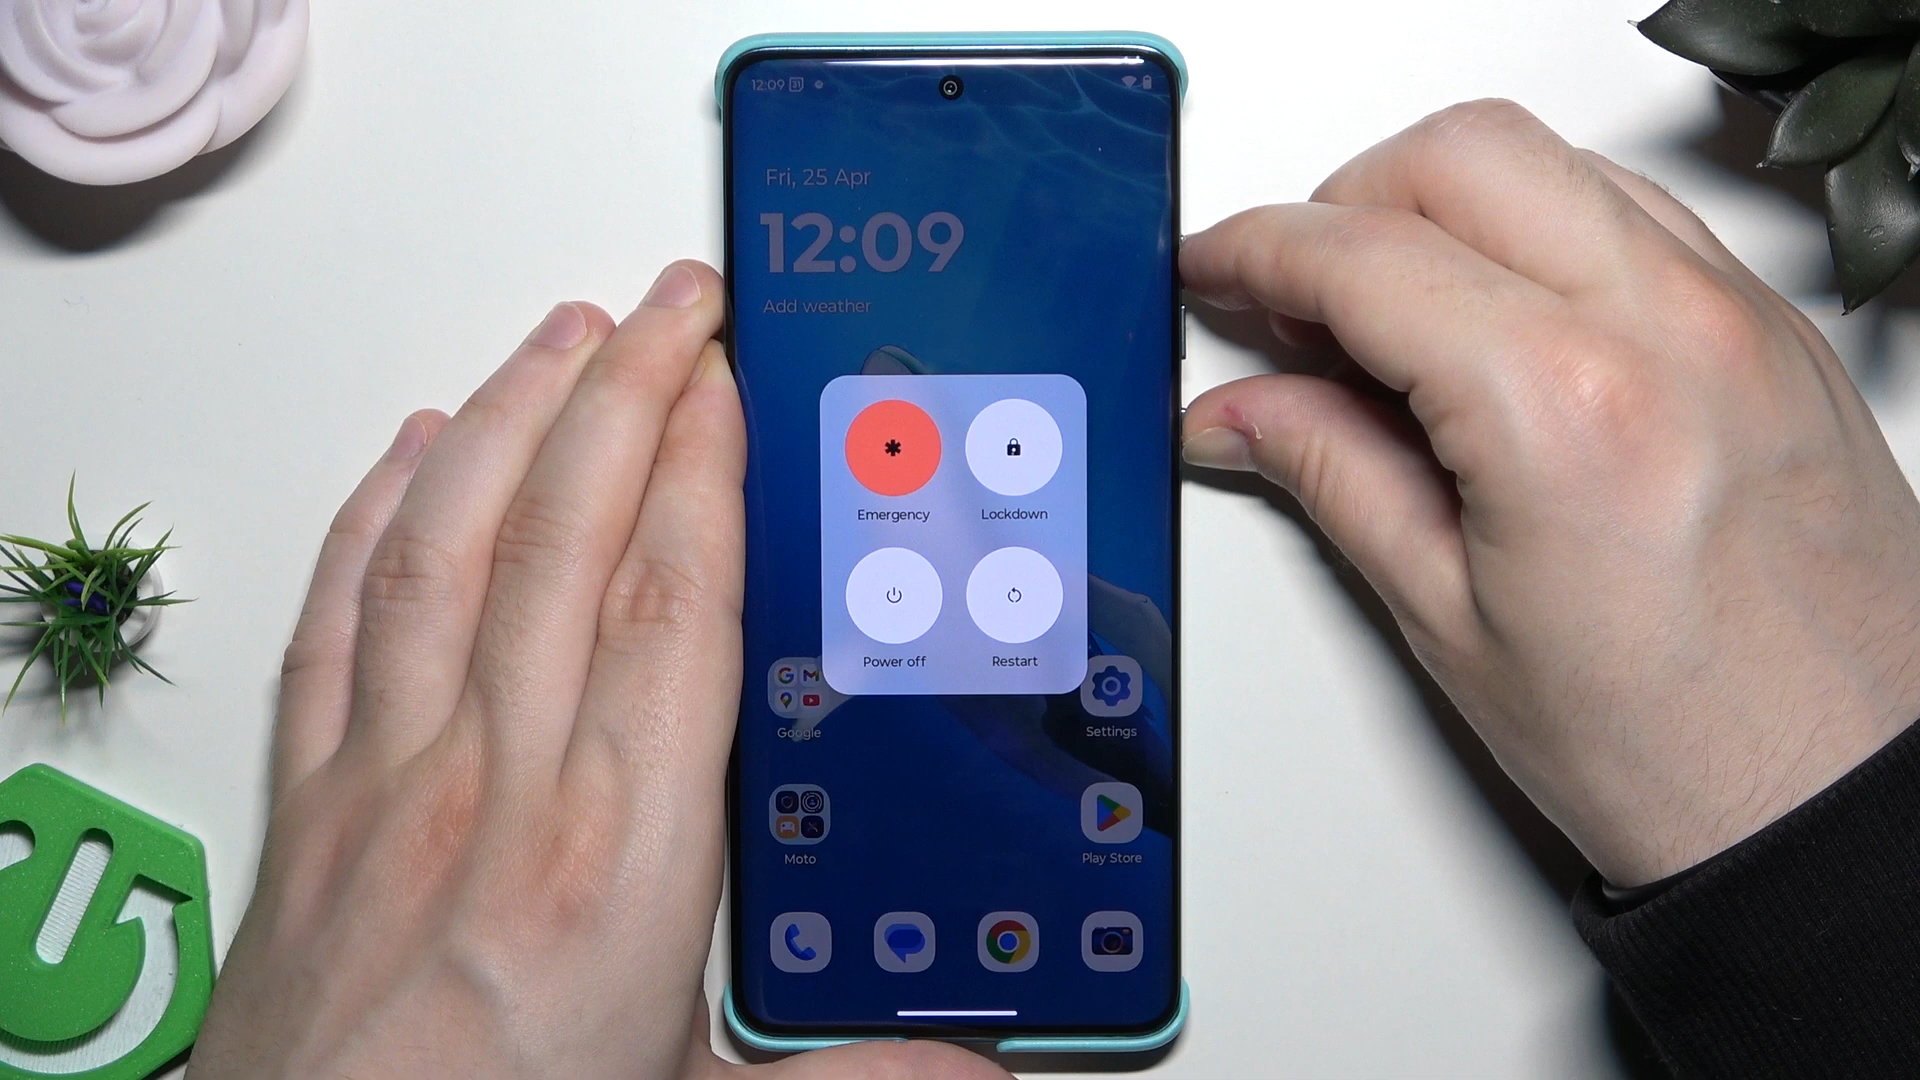 12:09 31
Fri, 25 Apr
12:09
Add weather
Emergency Lockdown
Power off Restart
Google Settings
Moto Play Store